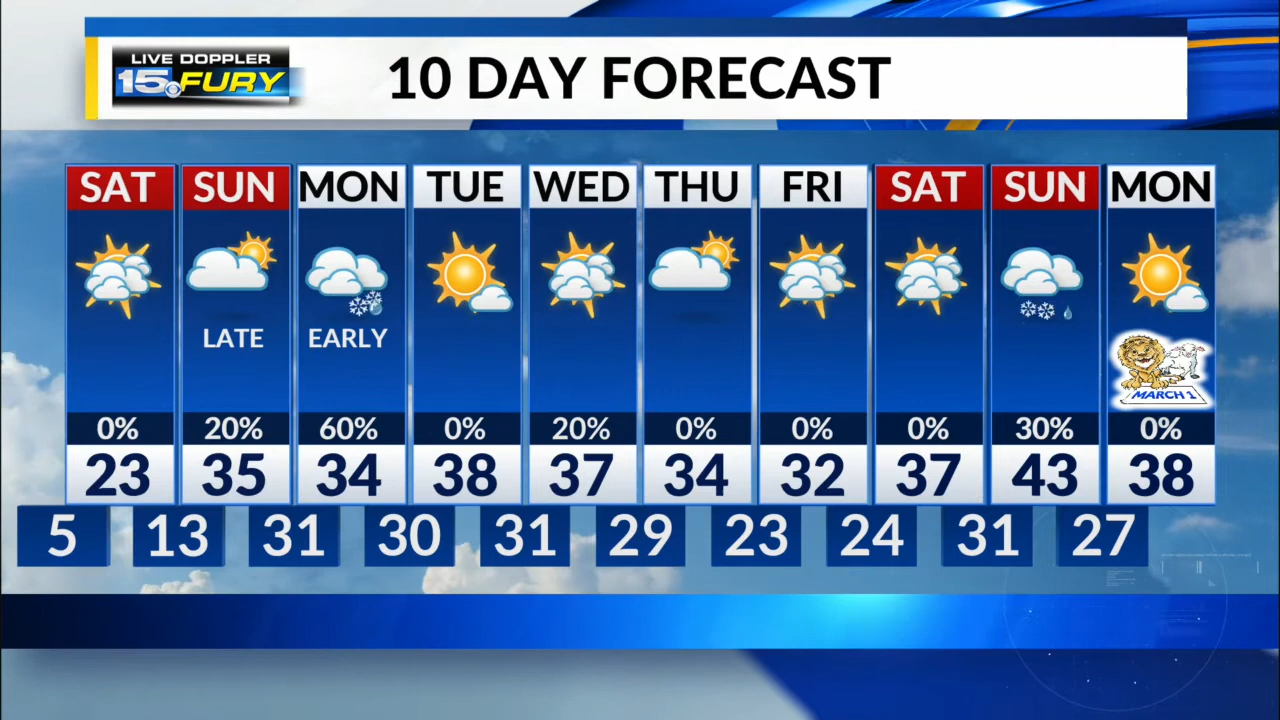 LIVE DOPPLER
15 FURY
10 DAY FORECAST
SAT SUN MON TUE WED THU FRI SAT SUN MON
LATE EARLY
MARCH 1
0% 20% 60% 0% 20% 0% 0% 0% 30% 0%
23 35 34 38 37 34 32 37 43 38
5 13 31 30 31 29 23 24 31 27